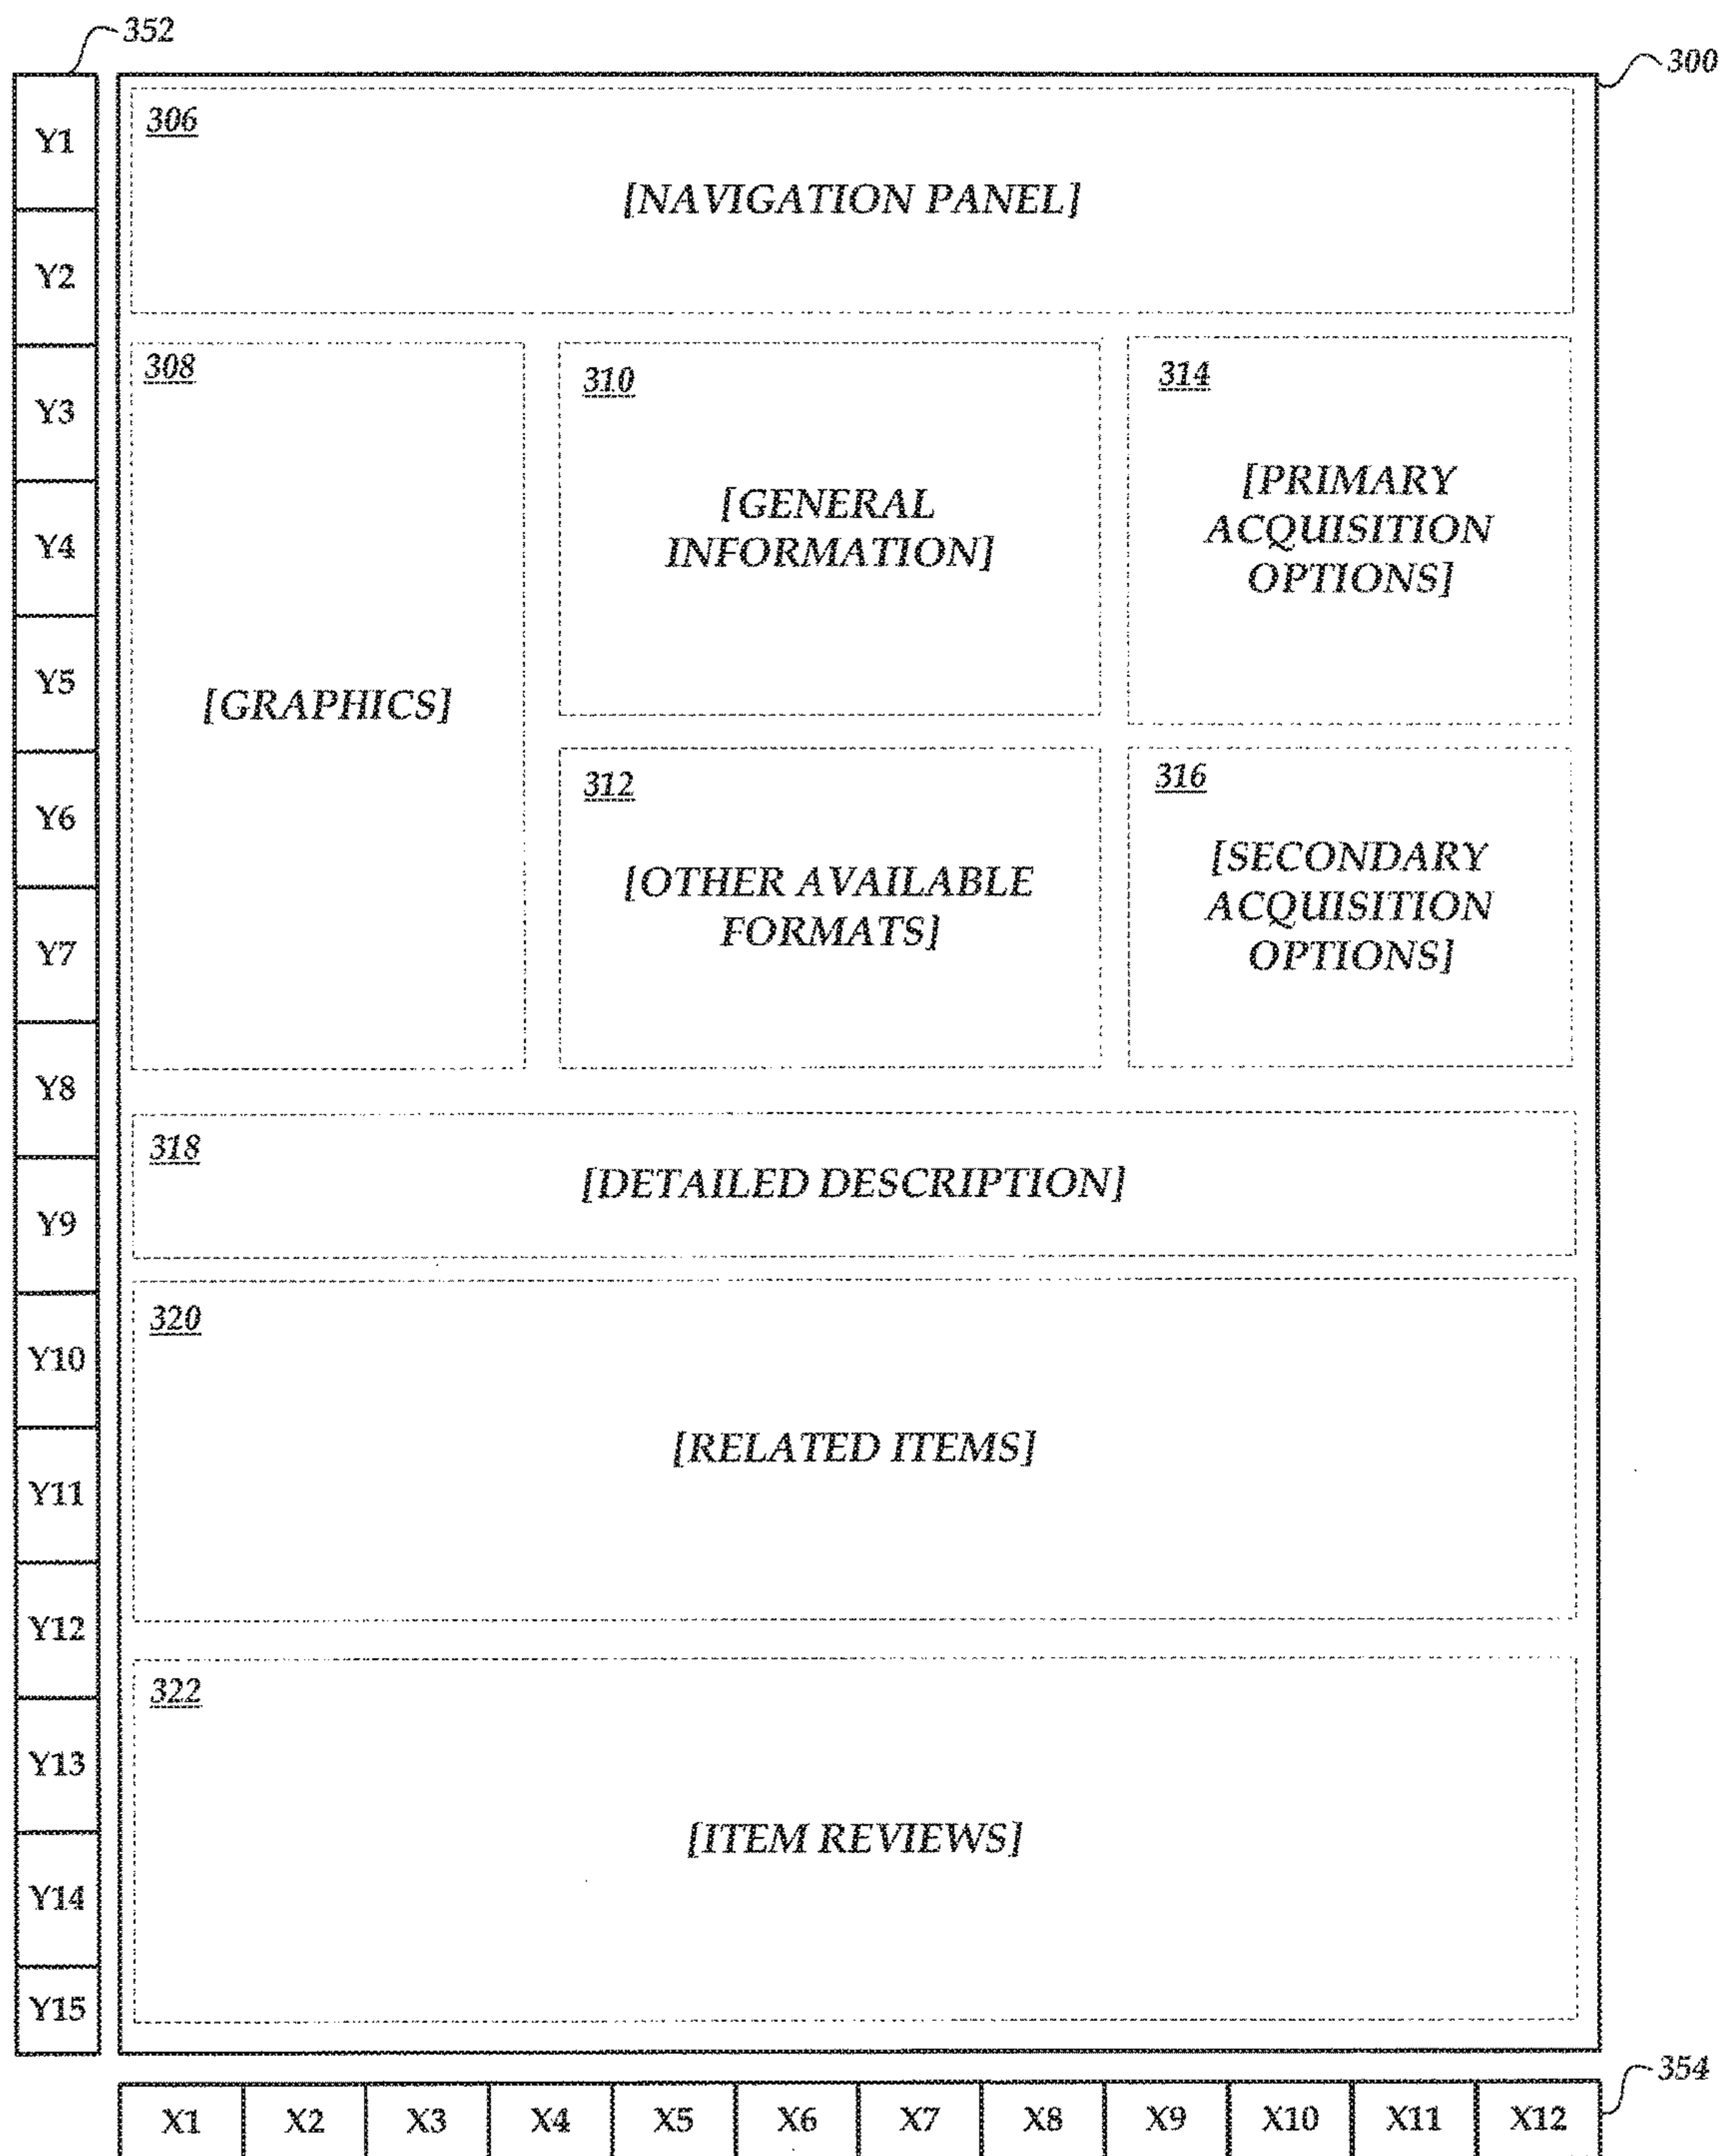 352
300
Y1
Y2
Y3
Y4
Y5
Y6
Y7
Y8
Y9
Y10
Y11
Y12
Y13
Y14
Y15
306
[NAVIGATION PANEL]
308
[GRAPHICS]
310
[GENERAL
INFORMATION]
314
[PRIMARY
ACQUISITION
OPTIONS]
312
[OTHER AVAILABLE
FORMATS]
316
[SECONDARY
ACQUISITION
OPTIONS]
318
[DETAILED DESCRIPTION]
320
[RELATED ITEMS]
322
[ITEM REVIEWS]
354
X1 X2 X3 X4 X5 X6 X7 X8 X9 X10 X11 X12